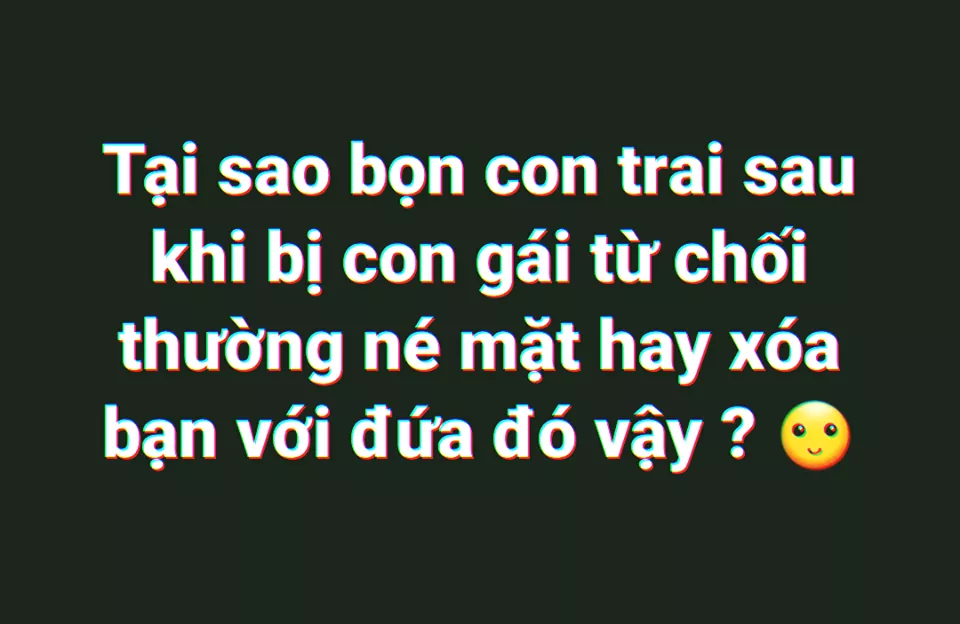 Tại sao bọn con trai sau
khi bị con gái từ chối
thường né mặt hay xóa
bạn với đứa đó vậy ? 🙂